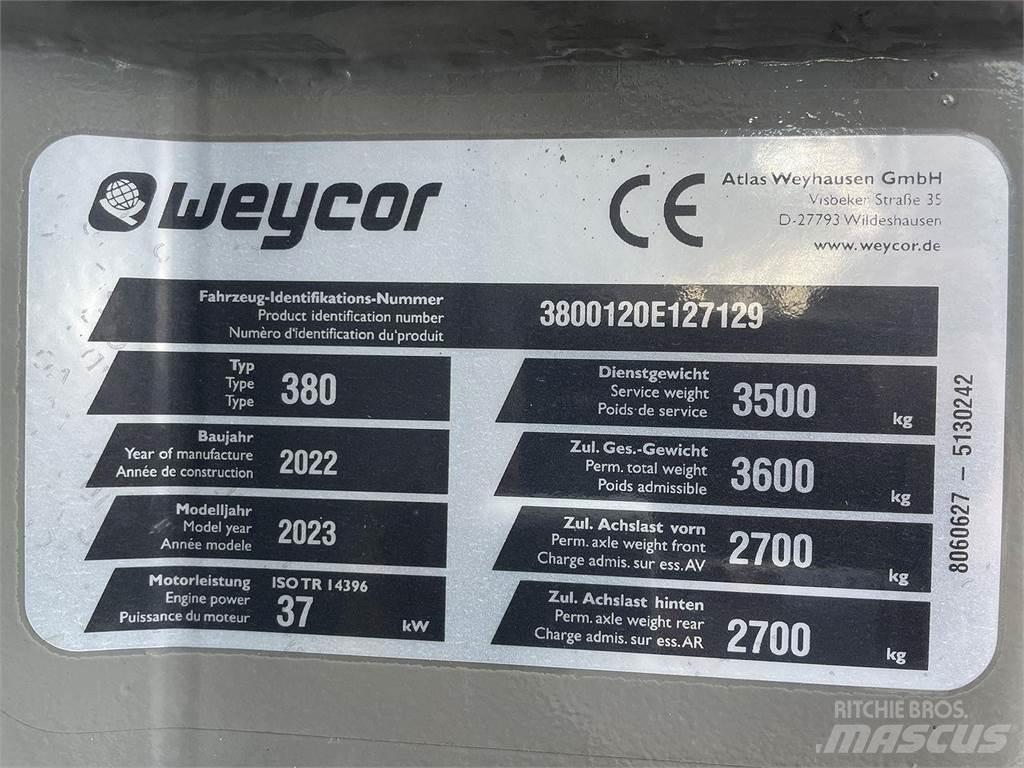 weycor
CE
Atlas Weyhausen GmbH
Visbeker Straße 35
D-27793 Wildeshausen
www.weycor.de
Fahrzeug-Identifikations-Nummer
Product identification number
Numèro d'identification du'produit
3800120E127129
Typ
Type
Type
380
Baujahr
Year of manufacture
Année de construction
2022
Modelljahr
Model year
Année modele
2023
Motorleistung
Engine power
Puissance du moteur
ISO TR 14396
37
kW
Dienstgewicht
Service weight
Poids de service
3500
kg
Zul. Ges.-Gewicht
Perm. total weight
Poids admissible
3600
kg
Zul. Achslast vorn
Perm. axle weight front
Charge admis. sur ess. AV
2700
kg
Zul. Achslast hinten
Perm. axle weight rear
Charge admis. sur ess. AR
2700
kg
8060627 – 5130242
RITCHIE BROS.
MASCUS